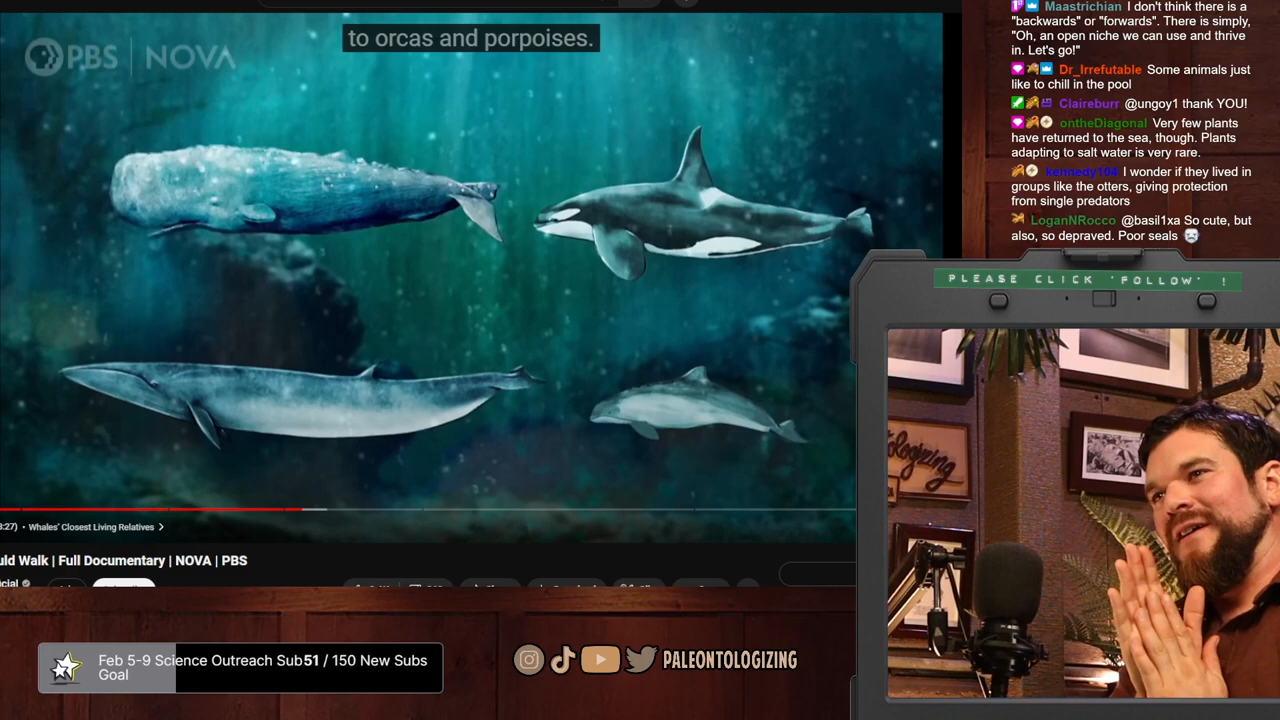 to orcas and porpoises.
PBS | NOVA
Maastrichian I don't think there is a
"backwards" or "forwards". There is simply,
"Oh, an open niche we can use and thrive
in. Let's go!"
Dr_Irrefutable Some animals just
like to chill in the pool
Claireburr @ungoy1 thank YOU!
ontheDiagonal Very few plants
have returned to the sea, though. Plants
adapting to salt water is very rare.
kennedy104 I wonder if they lived in
groups like the otters, giving protection
from single predators
LoganNRocco @basil1xa So cute, but
also, so depraved. Poor seals
PLEASE CLICK "FOLLOW" !
ologizing
3:27) • Whales' Closest Living Relatives >
uld Walk | Full Documentary | NOVA | PBS
cial
Feb 5-9 Science Outreach Sub 51 / 150 New Subs
Goal
PALEONTOLOGIZING